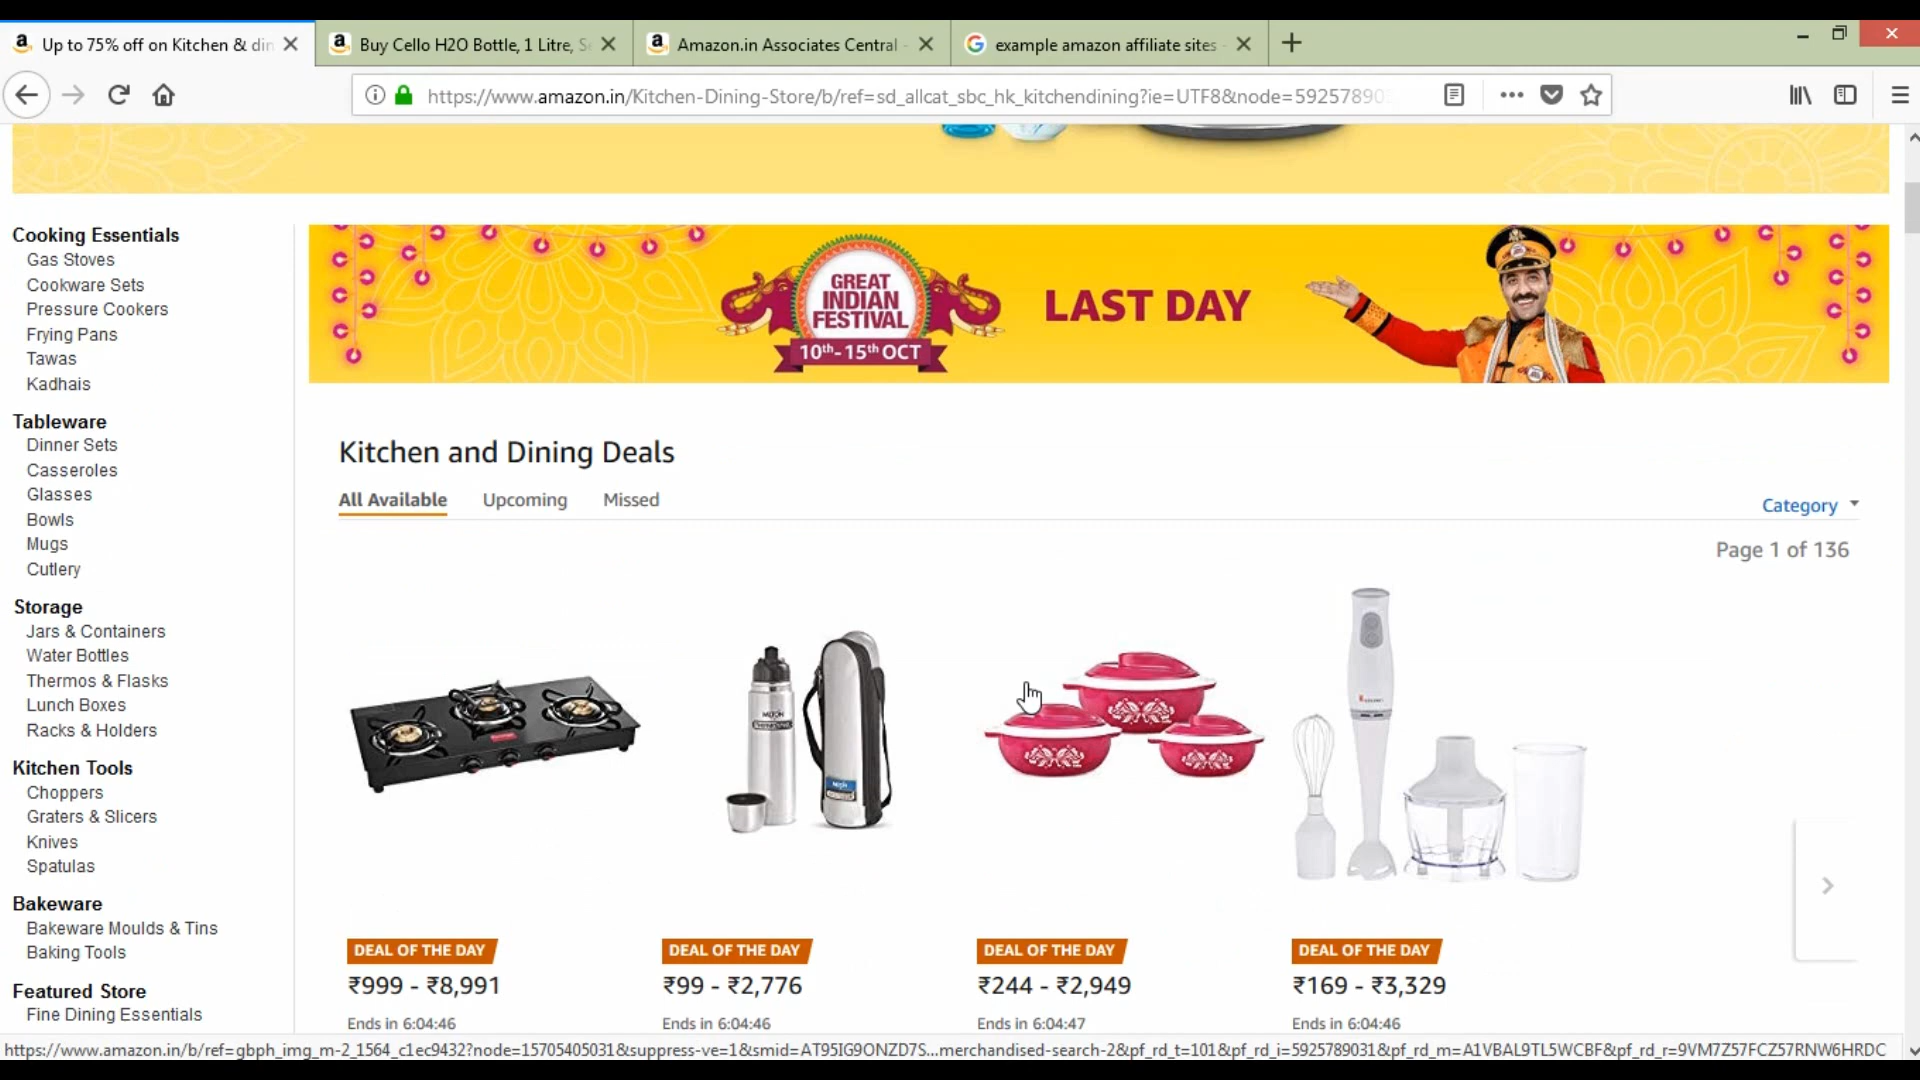 Up to 75% off on Kitchen & din
Buy Cello H2O Bottle, 1 Litre, S
Amazon.in Associates Central -
example amazon affiliate sites -
https://www.amazon.in/Kitchen-Dining-Store/b/ref=sd_allcat_sbc_hk_kitchendining?ie=UTF8&node=592578903
Cooking Essentials
Gas Stoves
Cookware Sets
Pressure Cookers
Frying Pans
Tawas
Kadhais
Tableware
Dinner Sets
Casseroles
Glasses
Bowls
Mugs
Cutlery
Storage
Jars & Containers
Water Bottles
Thermos & Flasks
Lunch Boxes
Racks & Holders
Kitchen Tools
Choppers
Graters & Slicers
Knives
Spatulas
Bakeware
Bakeware Moulds & Tins
Baking Tools
Featured Store
Fine Dining Essentials
GREAT
INDIAN
FESTIVAL
10th-15th OCT
LAST DAY
Kitchen and Dining Deals
All Available Upcoming Missed
Category
Page 1 of 136
MILTON
DEAL OF THE DAY
₹999 - ₹8,991
Ends in 6:04:46
DEAL OF THE DAY
₹99 - ₹2,776
Ends in 6:04:46
DEAL OF THE DAY
₹244 - ₹2,949
Ends in 6:04:47
DEAL OF THE DAY
₹169 - ₹3,329
Ends in 6:04:46
https://www.amazon.in/b/ref=gbph_img_m-2_1564_c1ec9432?node=15705405031&suppress-ve=1&smid=AT95IG9ONZD7S...merchandised-search-2&pf_rd_t=101&pf_rd_i=5925789031&pf_rd_m=A1VBAL9TL5WCBF&pf_rd_r=9VM7Z57FCZ57RNW6HRDC